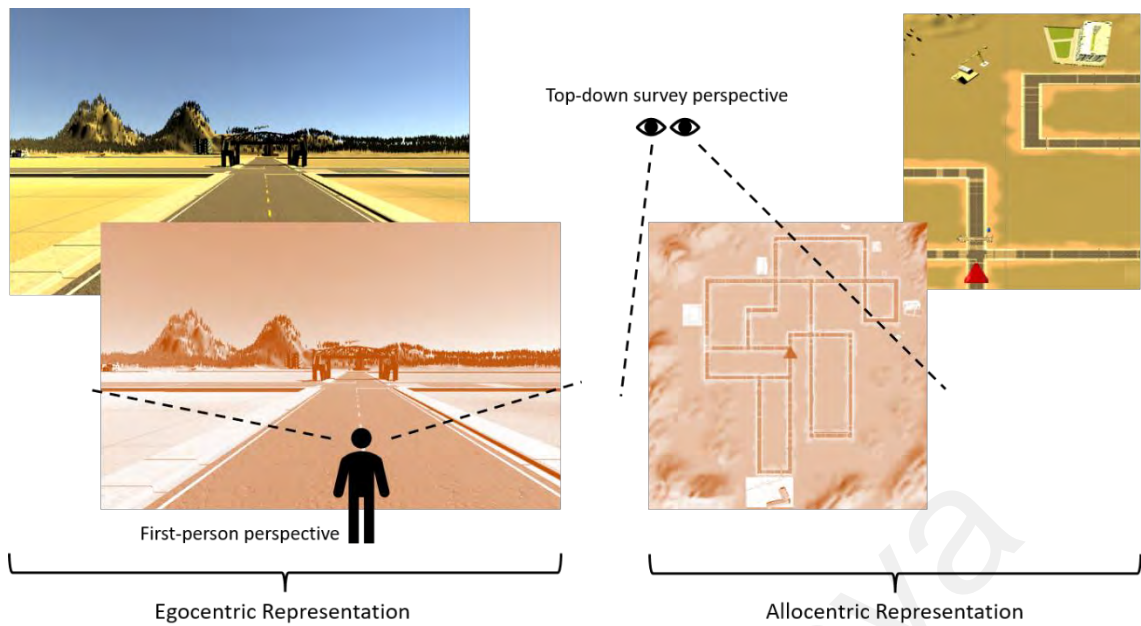 Top-down survey perspective
First-person perspective
Egocentric Representation
Allocentric Representation